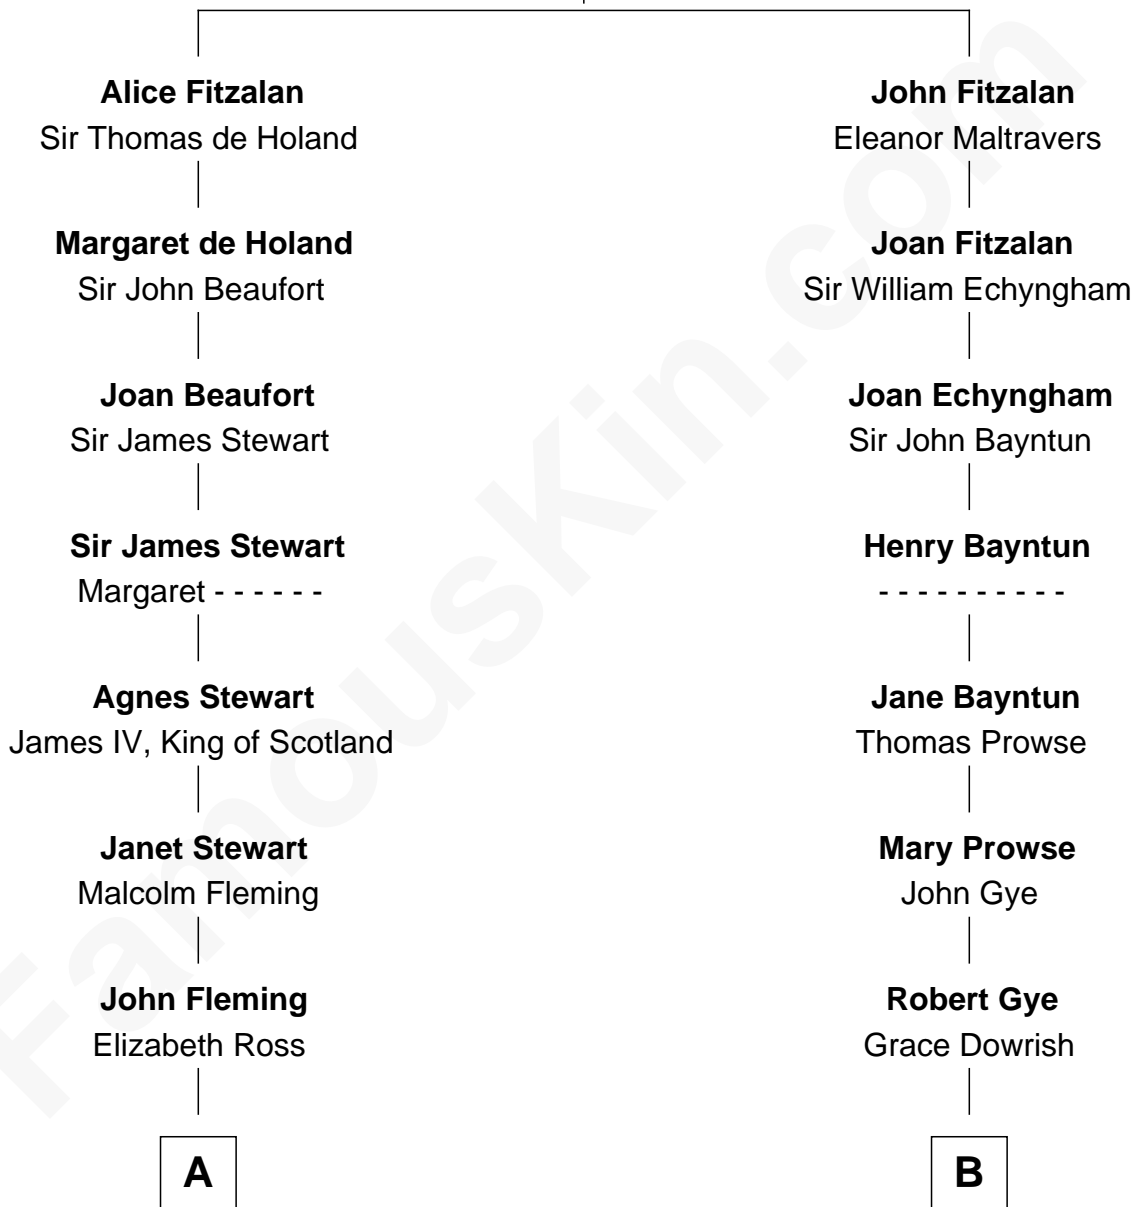 Alice Fitzalan
Sir Thomas de Holand
John Fitzalan
Eleanor Maltravers
Margaret de Holand
Sir John Beaufort
Joan Fitzalan
Sir William Echyngham
Joan Beaufort
Sir James Stewart
Joan Echyngham
Sir John Bayntun
Sir James Stewart
Margaret - - - - - -
Henry Bayntun
- - - - - - - - - -
Agnes Stewart
James IV, King of Scotland
Jane Bayntun
Thomas Prowse
Janet Stewart
Malcolm Fleming
Mary Prowse
John Gye
John Fleming
Elizabeth Ross
Robert Gye
Grace Dowrish
A
B
FamousKin.com